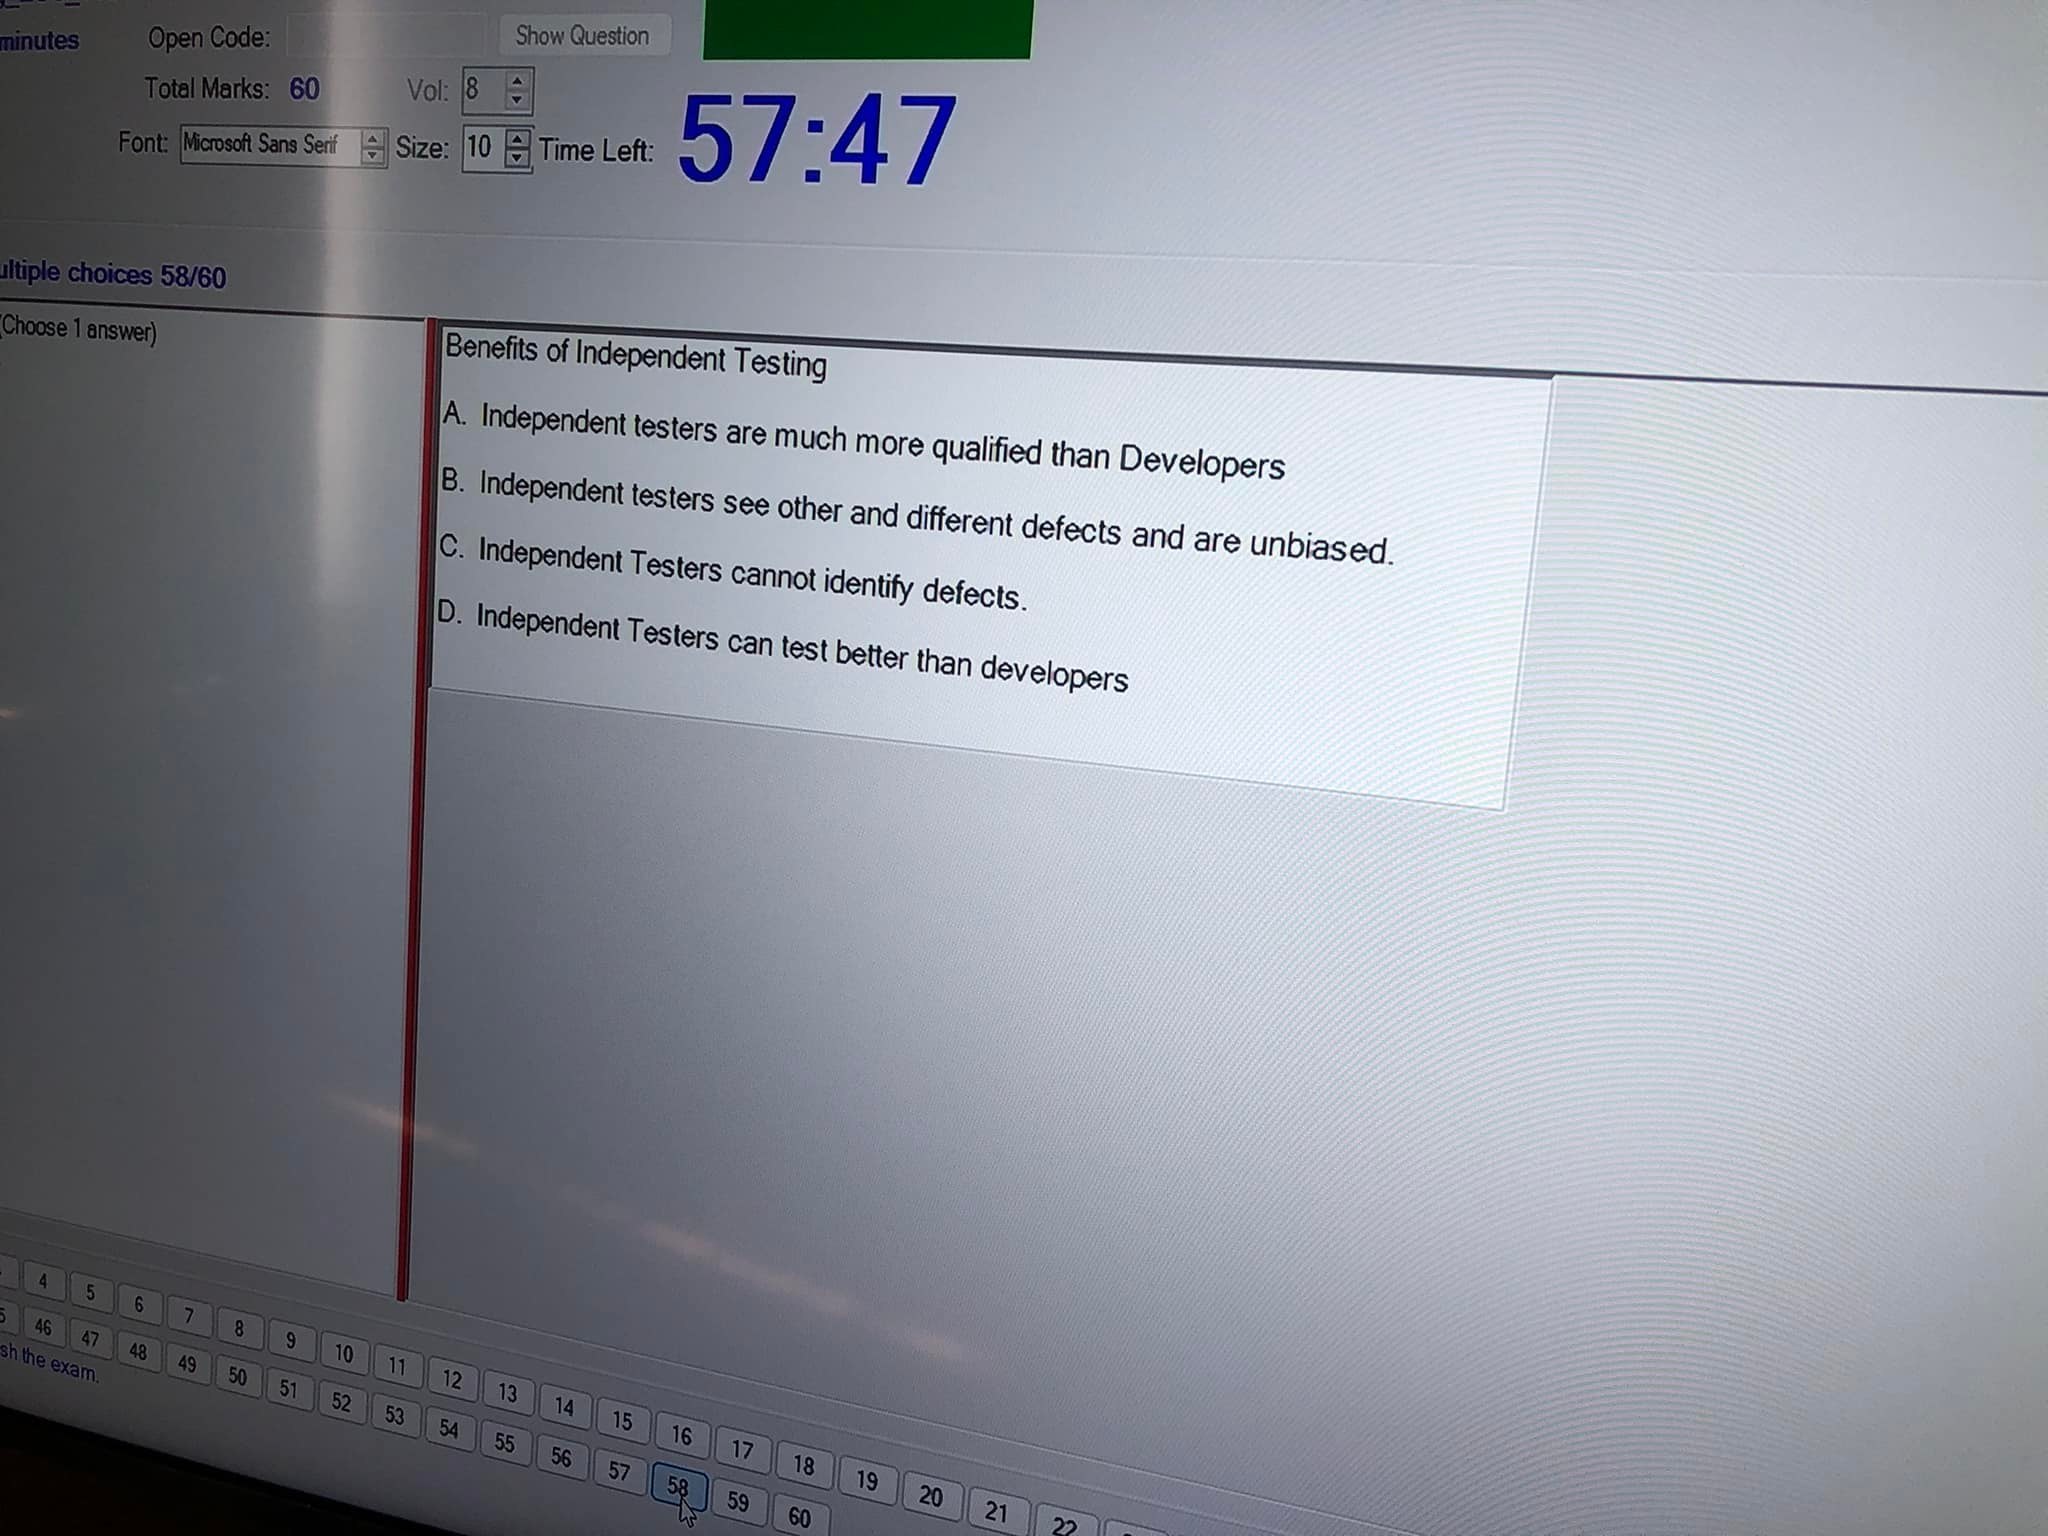 minutes
Open Code:
Show Question
Total Marks: 60
Vol: 8
Font: Microsoft Sans Serif
Size: 10
Time Left: 57:47
ultiple choices 58/60
(Choose 1 answer)
Benefits of Independent Testing
A. Independent testers are much more qualified than Developers
B. Independent testers see other and different defects and are unbiased.
C. Independent Testers cannot identify defects.
D. Independent Testers can test better than developers
4 5 6 7 8 9 10 11 12 13 14 15 16 17 18 19 20 21 22
5 46 47 48 49 50 51 52 53 54 55 56 57 58 59 60
sh the exam.